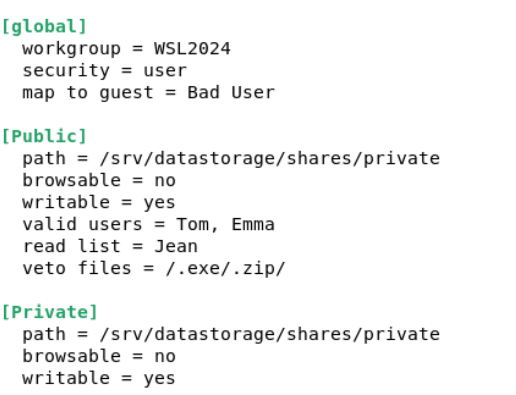 [global]
workgroup = WSL2024
security = user
map to guest = Bad User
[Public]
path = /srv/datastorage/shares/private
browsable = no
writable = yes
valid users = Tom, Emma
read list = Jean
veto files = /.exe/.zip/
[Private]
path = /srv/datastorage/shares/private
browsable = no
writable = yes